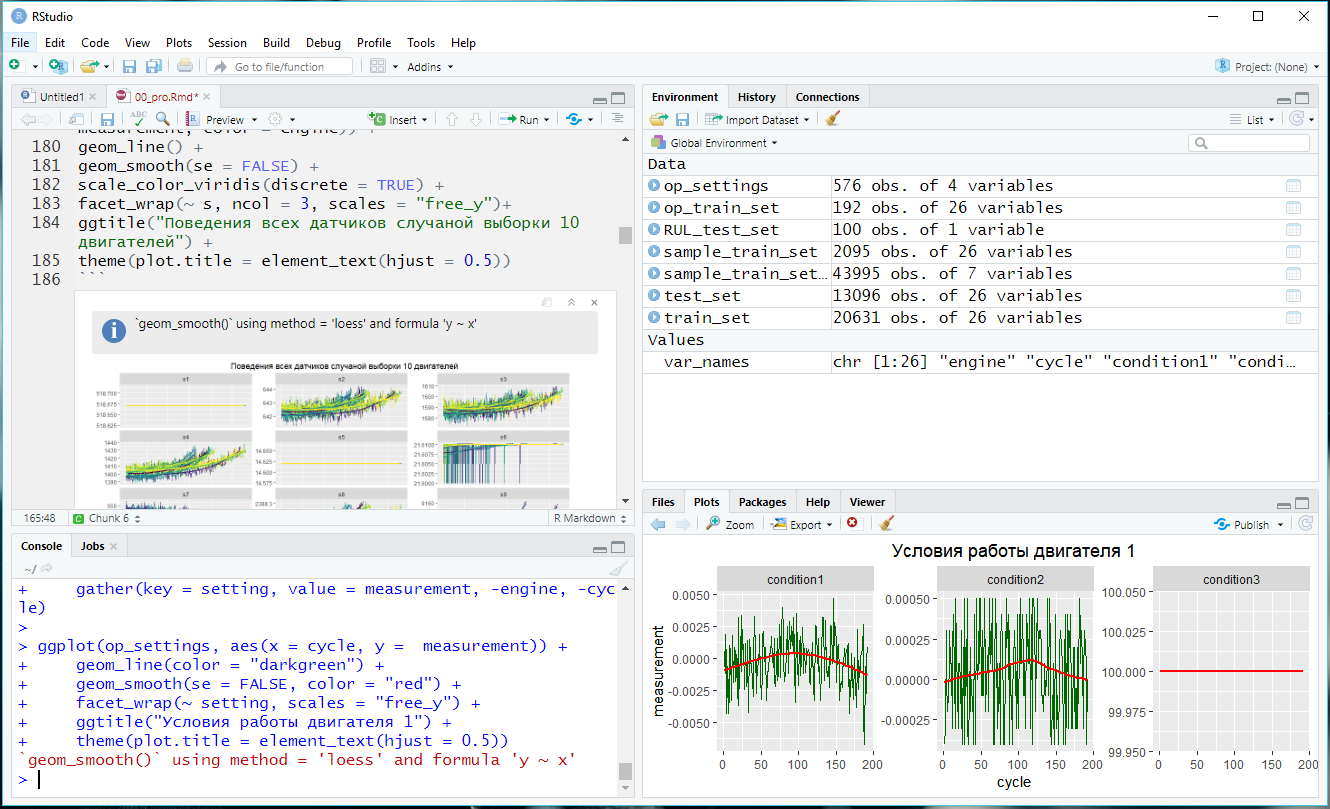 RStudio
File Edit Code View Plots Session Build Debug Profile Tools Help
Go to file/function Addins Project: (None)
Untitled1 00_pro.Rmd*
ABC Preview Insert Run
measurement, color = engine)) +
180 geom_line() +
181 geom_smooth(se = FALSE) +
182 scale_color_viridis(discrete = TRUE) +
183 facet_wrap(~ s, ncol = 3, scales = "free_y")+
184 ggtitle("Поведения всех датчиков случаной выборки 10
двигателей") +
185 theme(plot.title = element_text(hjust = 0.5))
186 ```
`geom_smooth()` using method = 'loess' and formula 'y ~ x'
Поведения всех датчиков случаной выборки 10 двигателей
s1 s2 s3
518.700
518.675
518.650
518.625
644
643
642
1610
1600
1590
1580
s4 s5 s6
1440
1430
1420
1410
1400
1390
14.650
14.625
14.600
14.575
21.6100
21.6075
21.6050
21.6025
21.6000
s7 s8 s9
555 2388.3 9160
165:48 Chunk 6 R Markdown
Console Jobs
~/
+     gather(key = setting, value = measurement, -engine, -cyc
le)
>
> ggplot(op_settings, aes(x = cycle, y =  measurement)) +
+     geom_line(color = "darkgreen") +
+     geom_smooth(se = FALSE, color = "red") +
+     facet_wrap(~ setting, scales = "free_y") +
+     ggtitle("Условия работы двигателя 1") +
+     theme(plot.title = element_text(hjust = 0.5))
`geom_smooth()` using method = 'loess' and formula 'y ~ x'
>
Environment History Connections
Import Dataset List
Global Environment
Data
op_settings 576 obs. of 4 variables
op_train_set 192 obs. of 26 variables
RUL_test_set 100 obs. of 1 variable
sample_train_set 2095 obs. of 26 variables
sample_train_set… 43995 obs. of 7 variables
test_set 13096 obs. of 26 variables
train_set 20631 obs. of 26 variables
Values
var_names chr [1:26] "engine" "cycle" "condition1" "condi…
Files Plots Packages Help Viewer
Zoom Export Publish
Условия работы двигателя 1
condition1 condition2 condition3
measurement
0.0050
0.0025
0.0000
-0.0025
-0.0050
0.00050
0.00025
0.00000
-0.00025
100.050
100.025
100.000
99.975
99.950
0 50 100 150 200 0 50 100 150 200 0 50 100 150 200
cycle